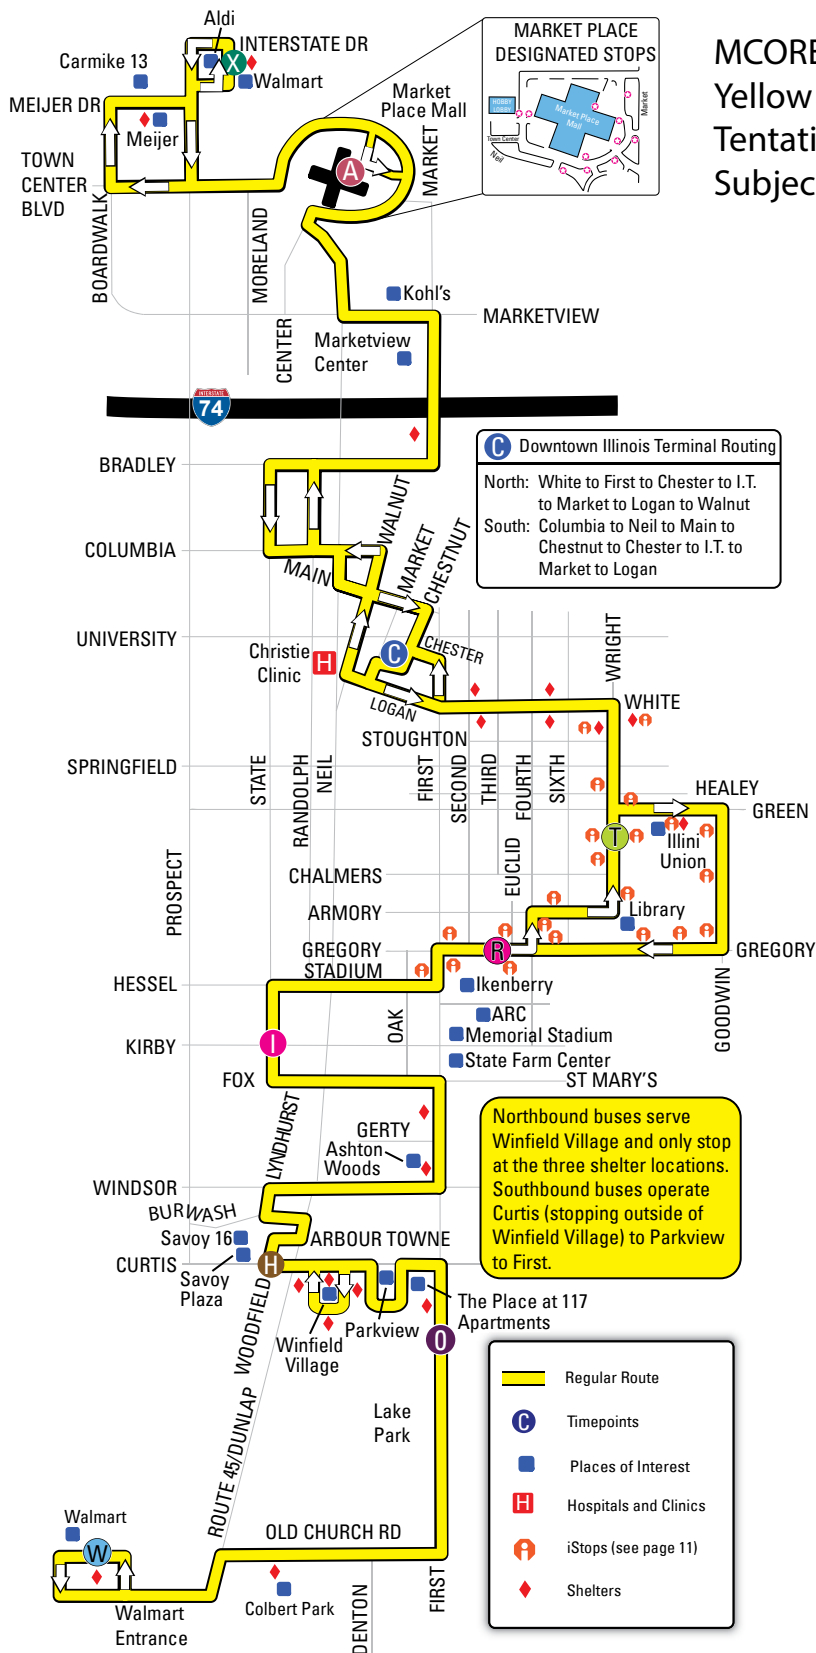 Aldi
INTERSTATE DR
Carmike 13
X
Walmart
MEIJER DR
Meijer
Market
Place Mall
TOWN
CENTER
BLVD
A
MARKET
BOARDWALK
MORELAND
CENTER
MARKET PLACE
DESIGNATED STOPS
HOBBY
LOBBY
Market Place
Mall
Market
Town Center
Neil
MCORE
Yellow
Tentati
Subjec
Kohl's
MARKETVIEW
Marketview
Center
INTERSTATE
74
BRADLEY
COLUMBIA
MAIN
WALNUT
MARKET
CHESTNUT
C Downtown Illinois Terminal Routing
North: White to First to Chester to I.T.
to Market to Logan to Walnut
South: Columbia to Neil to Main to
Chestnut to Chester to I.T. to
Market to Logan
UNIVERSITY
Christie
Clinic
H
C
CHESTER
LOGAN
WRIGHT
WHITE
STOUGHTON
SPRINGFIELD
STATE
RANDOLPH
NEIL
FIRST
SECOND
THIRD
FOURTH
SIXTH
HEALEY
GREEN
T
Illini
Union
PROSPECT
CHALMERS
EUCLID
ARMORY
Library
GREGORY
STADIUM
R
GREGORY
HESSEL
Ikenberry
OAK
ARC
Memorial Stadium
GOODWIN
KIRBY
I
State Farm Center
FOX
ST MARY'S
LYNDHURST
GERTY
Ashton
Woods
Northbound buses serve
Winfield Village and only stop
at the three shelter locations.
Southbound buses operate
Curtis (stopping outside of
Winfield Village) to Parkview
to First.
WINDSOR
BURWASH
Savoy 16
ARBOUR TOWNE
CURTIS
H
Savoy
Plaza
WOODFIELD
Winfield
Village
Parkview
The Place at 117
Apartments
O
Lake
Park
ROUTE 45/DUNLAP
Regular Route
C Timepoints
Places of Interest
H Hospitals and Clinics
iStops (see page 11)
Shelters
Walmart
W
OLD CHURCH RD
Walmart
Entrance
Colbert Park
DENTON
FIRST